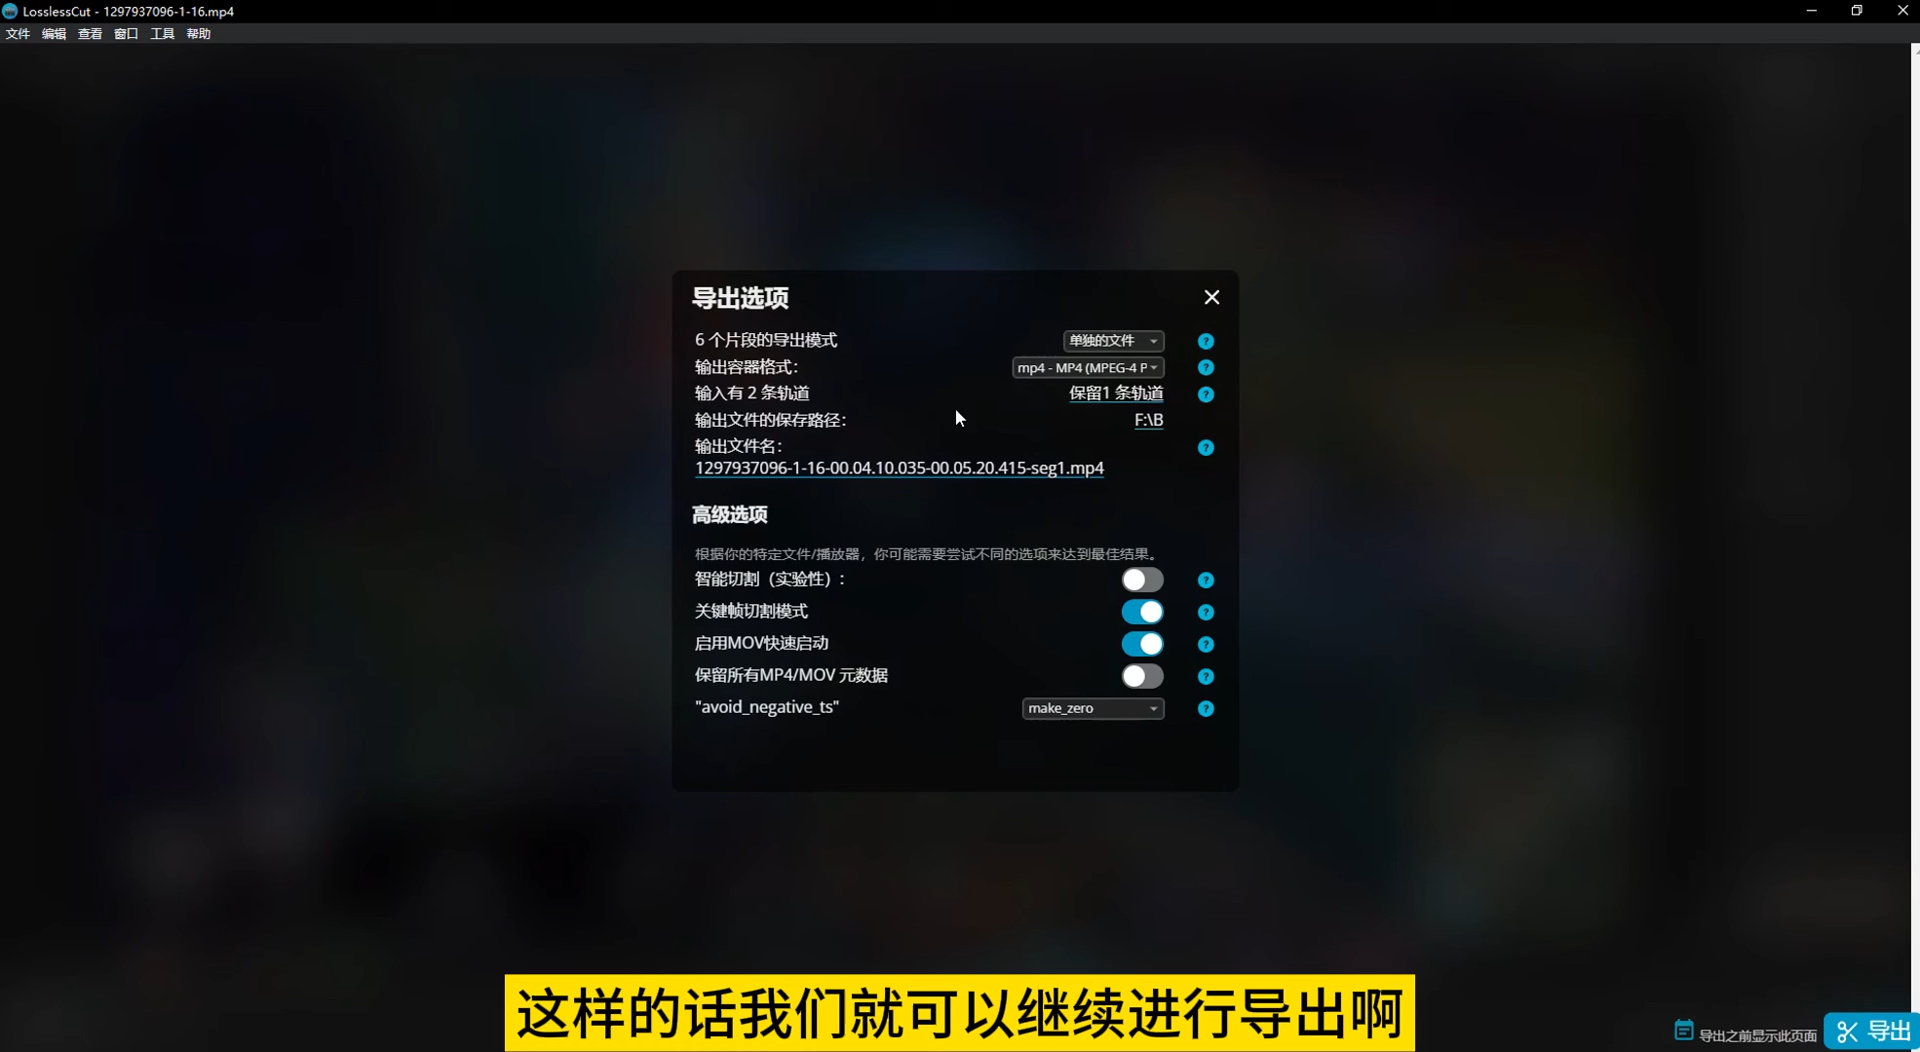 LosslessCut - 1297937096-1-16.mp4
文件 编辑 查看 窗口 工具 帮助
导出选项
6 个片段的导出模式 单独的文件
输出容器格式: mp4 - MP4 (MPEG-4 P
输入有 2 条轨道 保留1 条轨道
输出文件的保存路径: F:\B
输出文件名:
1297937096-1-16-00.04.10.035-00.05.20.415-seg1.mp4
高级选项
根据你的特定文件/播放器，你可能需要尝试不同的选项来达到最佳结果。
智能切割（实验性）:
关键帧切割模式
启用MOV快速启动
保留所有MP4/MOV 元数据
"avoid_negative_ts" make_zero
这样的话我们就可以继续进行导出啊
导出之前显示此页面 导出